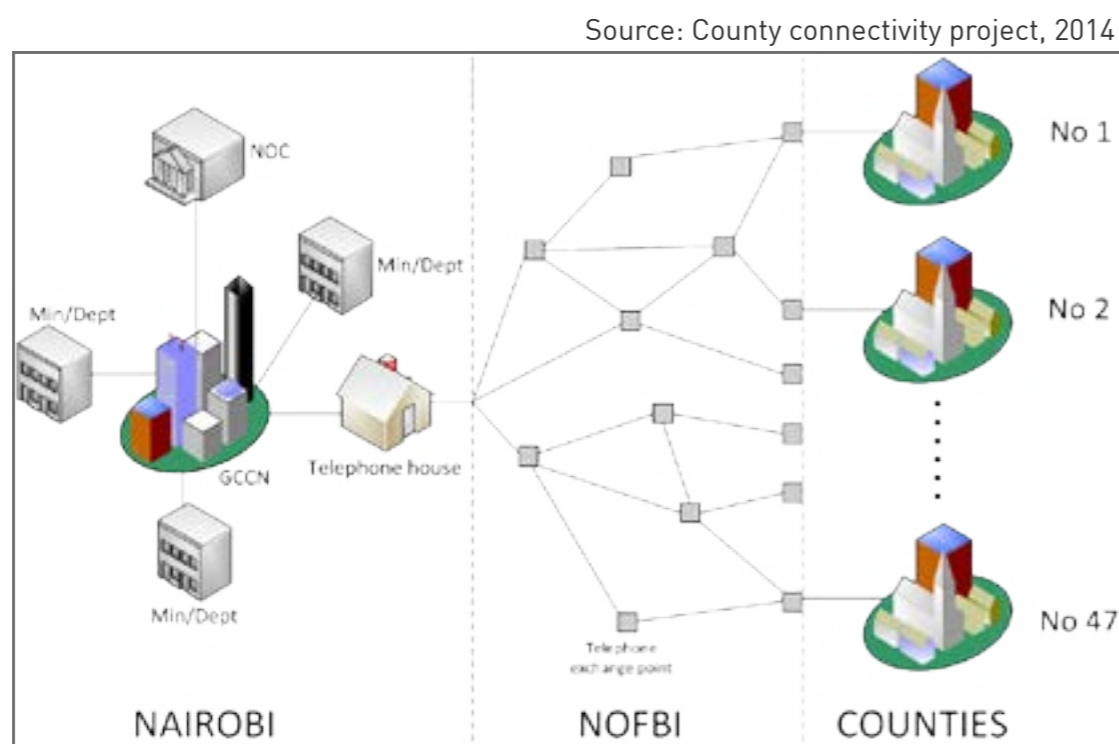 Source: County connectivity project, 2014
NOC
Min/Dept
Min/Dept
GCCN
Telephone house
Min/Dept
NAIROBI
Telephone
exchange point
NOFBI
No 1
No 2
No 47
COUNTIES